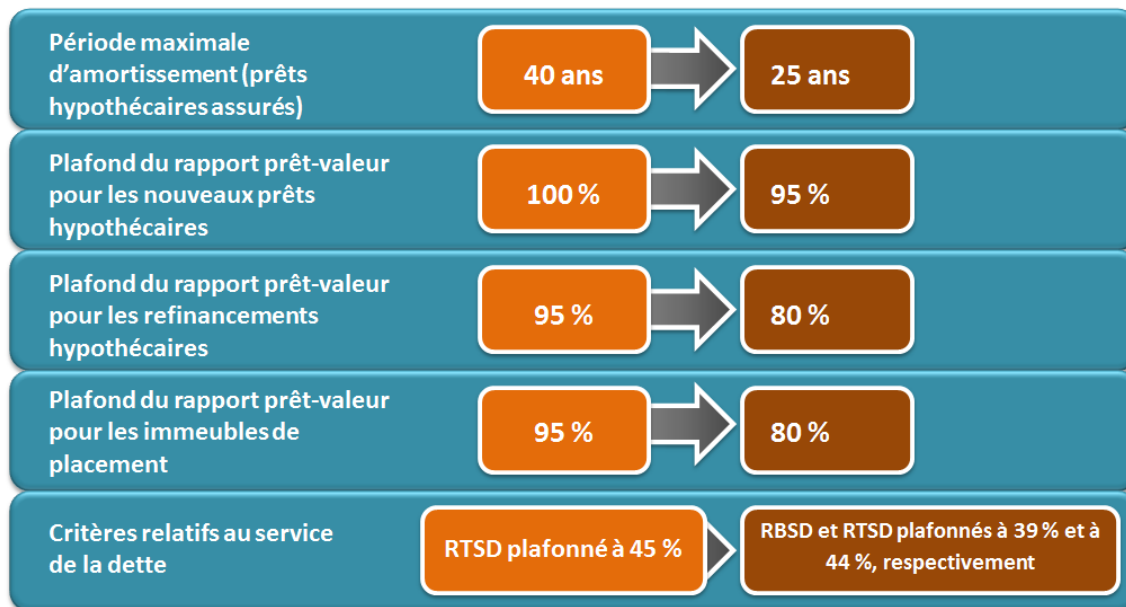 Période maximale
d’amortissement (prêts
hypothécaires assurés)
40 ans
25 ans
Plafond du rapport prêt-valeur
pour les nouveaux prêts
hypothécaires
100 %
95 %
Plafond du rapport prêt-valeur
pour les refinancements
hypothécaires
95 %
80 %
Plafond du rapport prêt-valeur
pour les immeubles de
placement
95 %
80 %
Critères relatifs au service
de la dette
RTSD plafonné à 45 %
RBSD et RTSD plafonnés à 39 % et à
44 %, respectivement